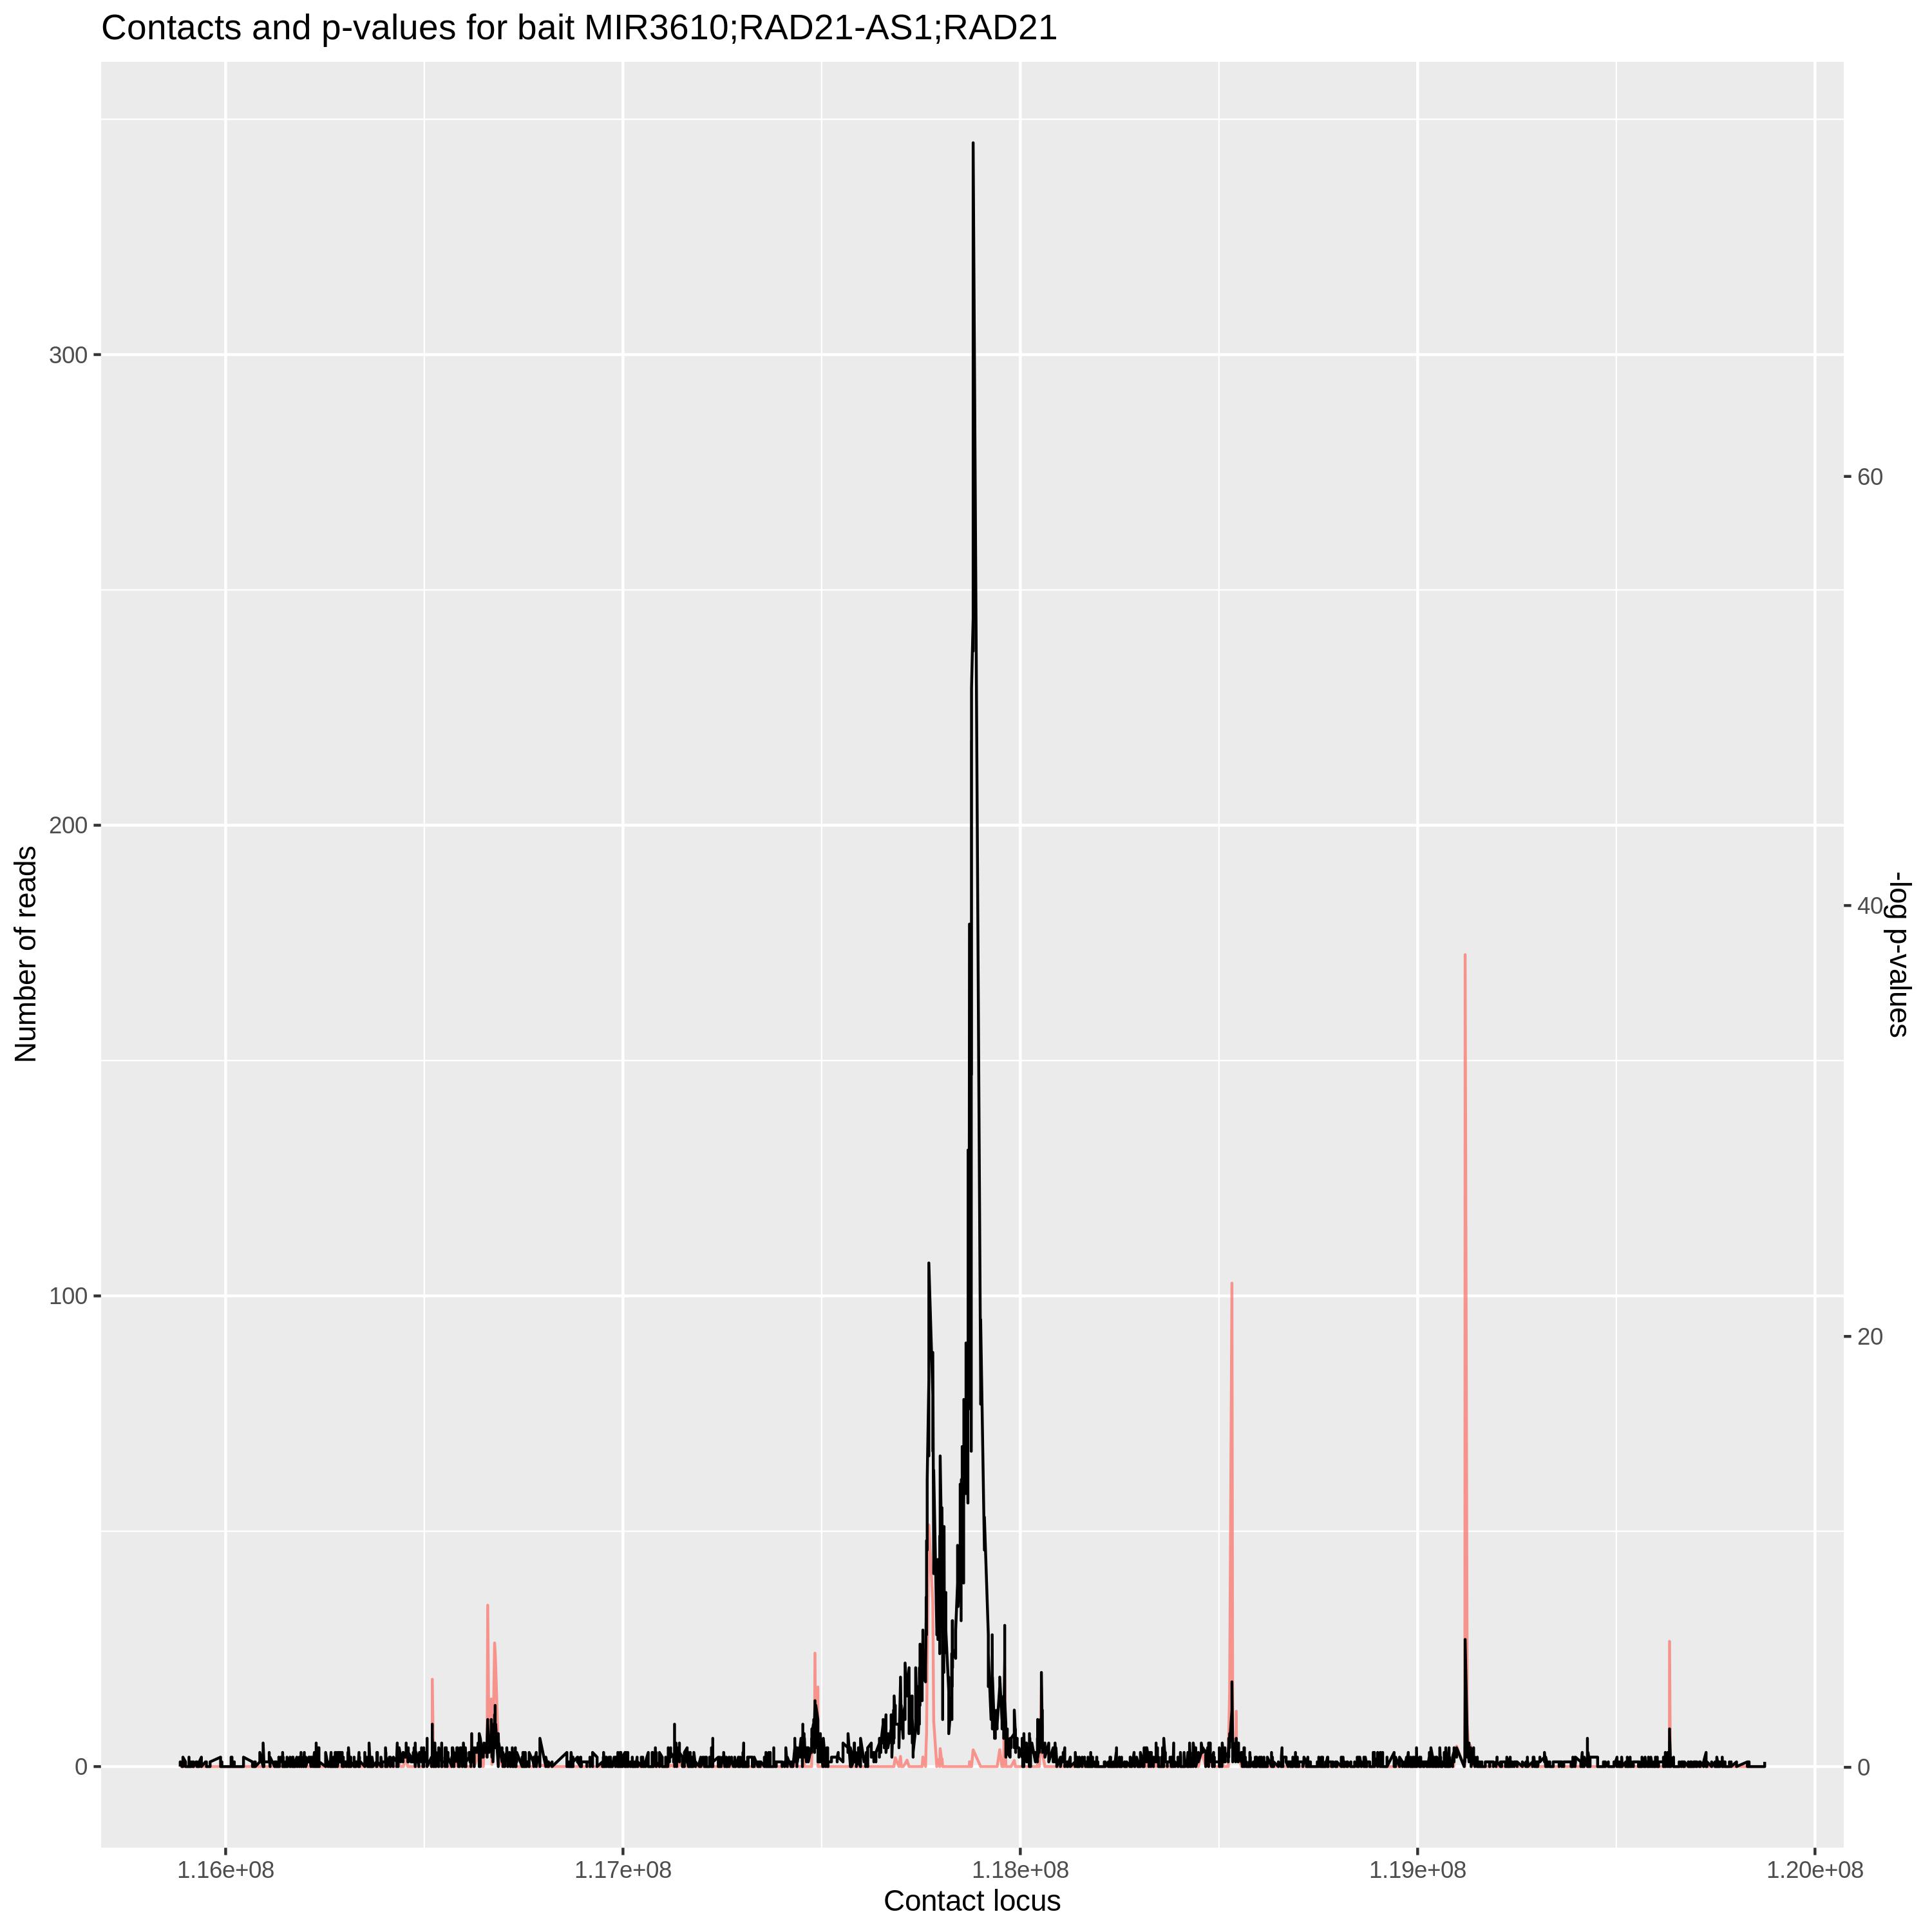 Contacts and p-values for bait MIR3610;RAD21-AS1;RAD21
300
200
100
0
Number of reads
60
40
20
0
-log p-values
1.16e+08
1.17e+08
1.18e+08
1.19e+08
1.20e+08
Contact locus